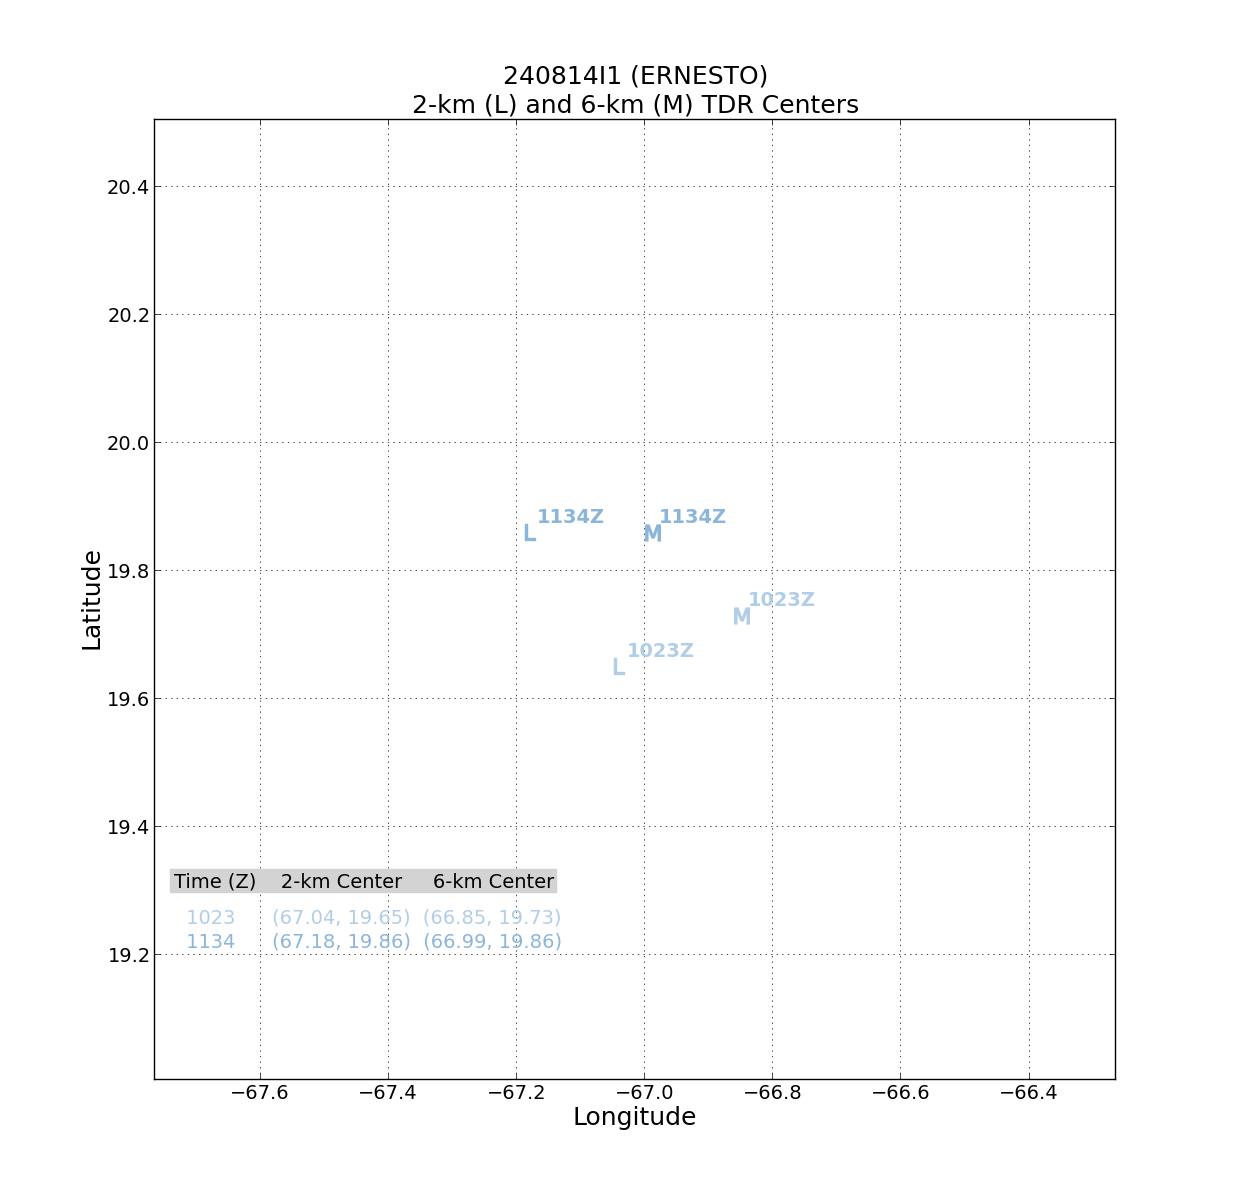 240814I1 (ERNESTO)
2-km (L) and 6-km (M) TDR Centers
20.4
20.2
20.0
19.8
19.6
19.4
19.2
Latitude
L 1134Z
M 1134Z
M 1023Z
L 1023Z
Time (Z) 2-km Center 6-km Center
1023 (67.04, 19.65) (66.85, 19.73)
1134 (67.18, 19.86) (66.99, 19.86)
−67.6 −67.4 −67.2 −67.0 −66.8 −66.6 −66.4
Longitude